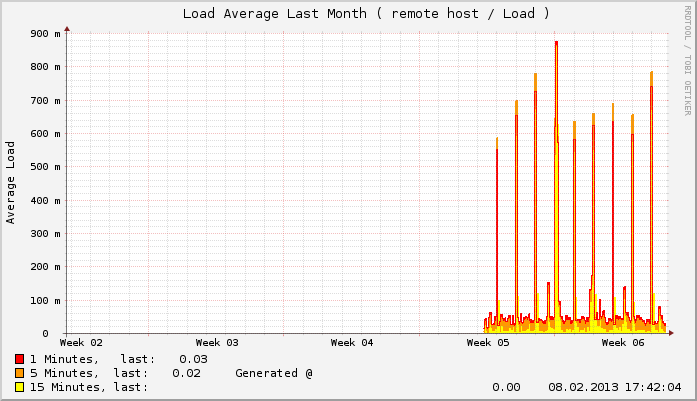 Load Average Last Month ( remote host / Load )
RRDTOOL / TOBI OETIKER
Average Load
900 m
800 m
700 m
600 m
500 m
400 m
300 m
200 m
100 m
0
Week 02 Week 03 Week 04 Week 05 Week 06
1 Minutes, last: 0.03
5 Minutes, last: 0.02 Generated @
15 Minutes, last: 0.00 08.02.2013 17:42:04